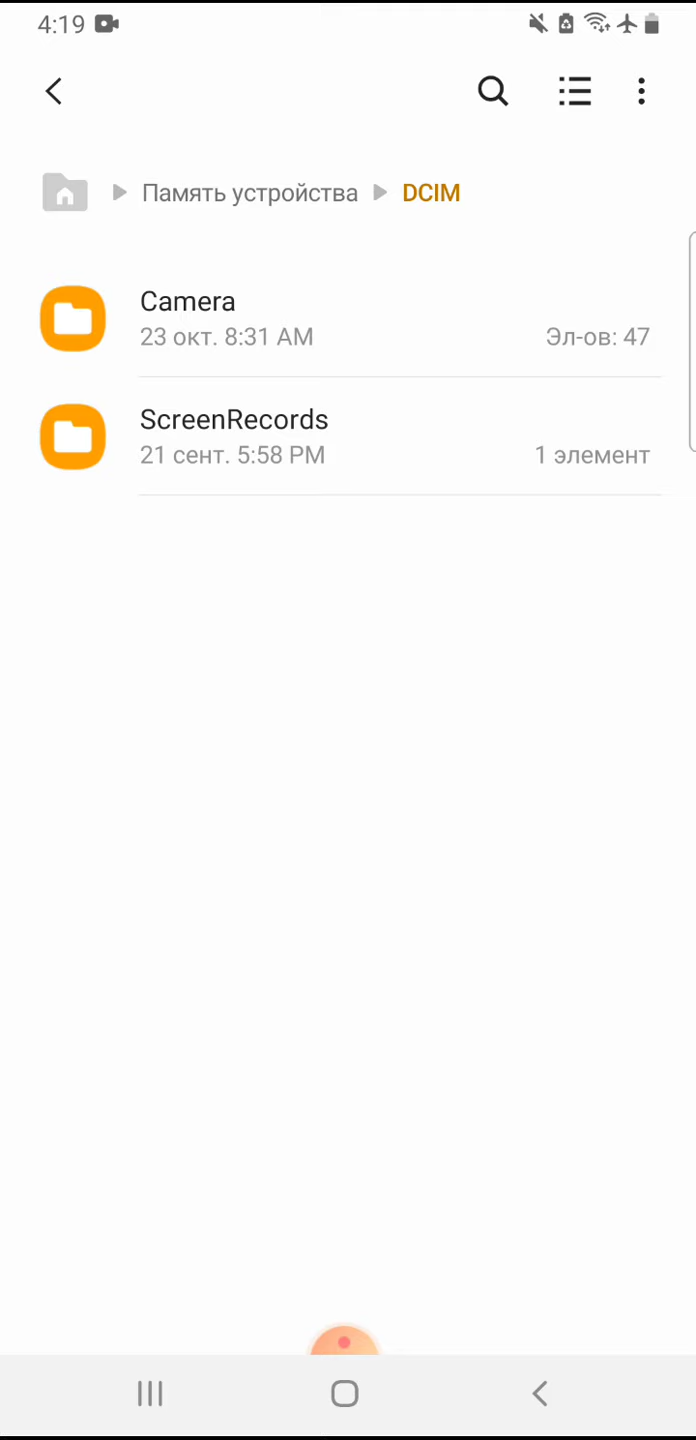 4:19
Память устройства DCIM
Camera
23 окт. 8:31 AM
Эл-ов: 47
ScreenRecords
21 сент. 5:58 PM
1 элемент